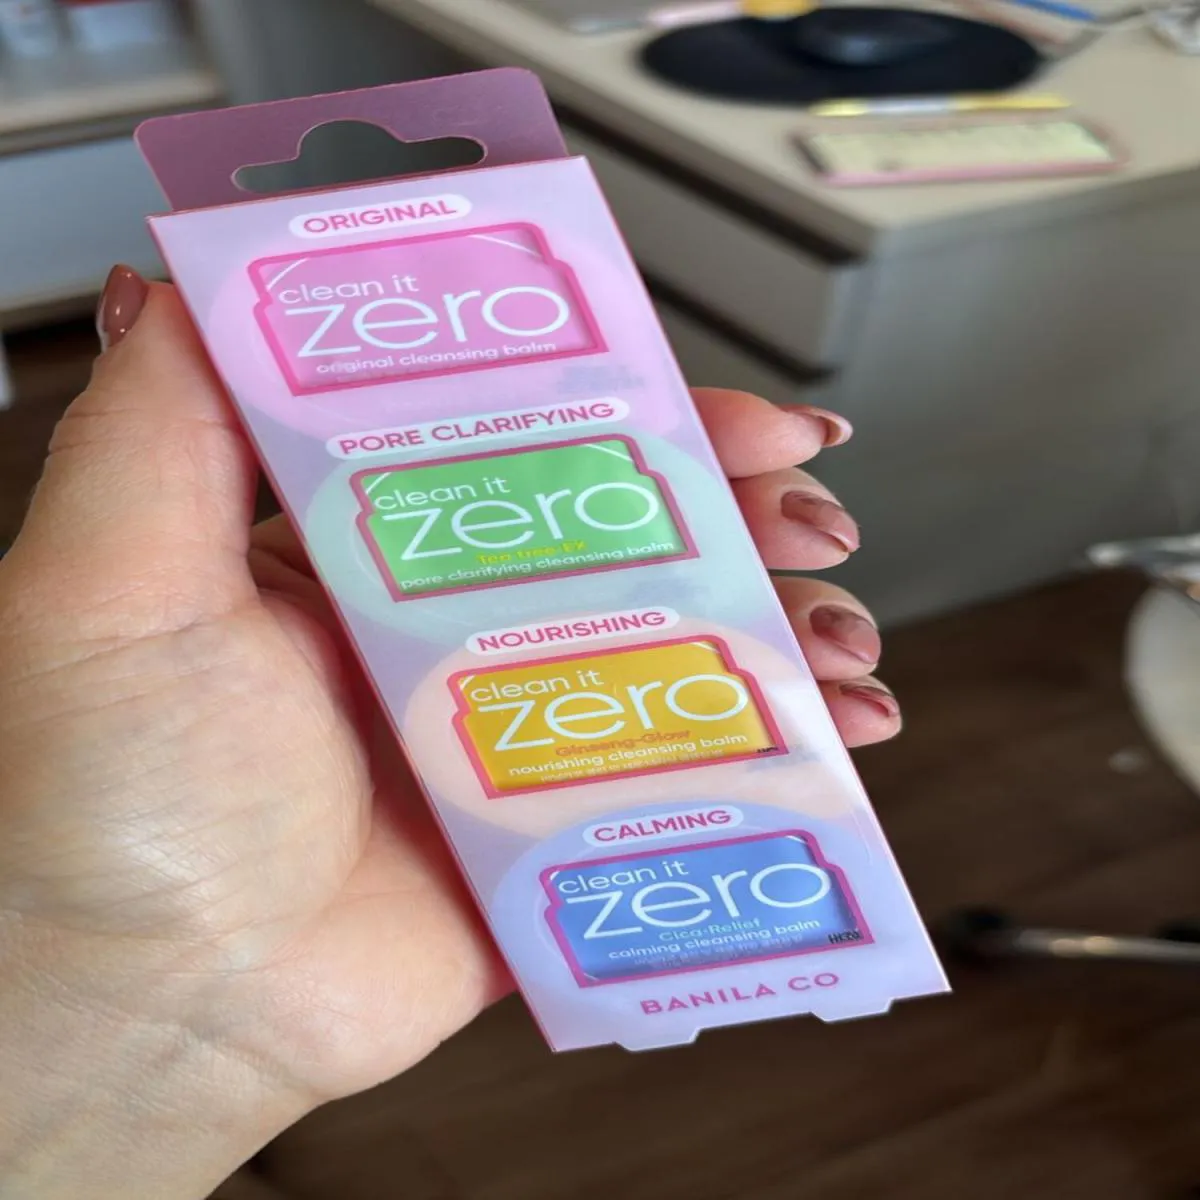 ORIGINAL
clean it
zero
original cleansing balm
PORE CLARIFYING
clean it
zero
Tea tree-EX
pore clarifying cleansing balm
NOURISHING
clean it
zero
Ginseng-Glow
nourishing cleansing balm
CALMING
clean it
zero
Cica-Relief
calming cleansing balm
BANILA CO